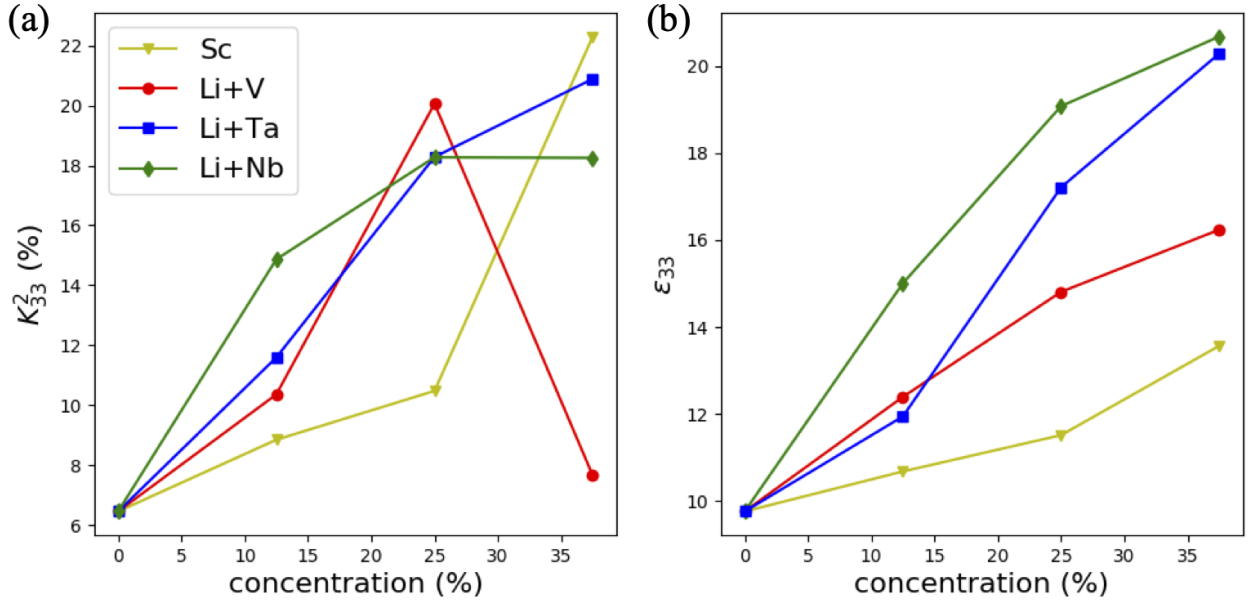 (a)
22
20
18
16
14
12
10
8
6
K²₃₃ (%)
Sc
Li+V
Li+Ta
Li+Nb
0 5 10 15 20 25 30 35
concentration (%)
(b)
20
18
16
14
12
10
ε₃₃
0 5 10 15 20 25 30 35
concentration (%)